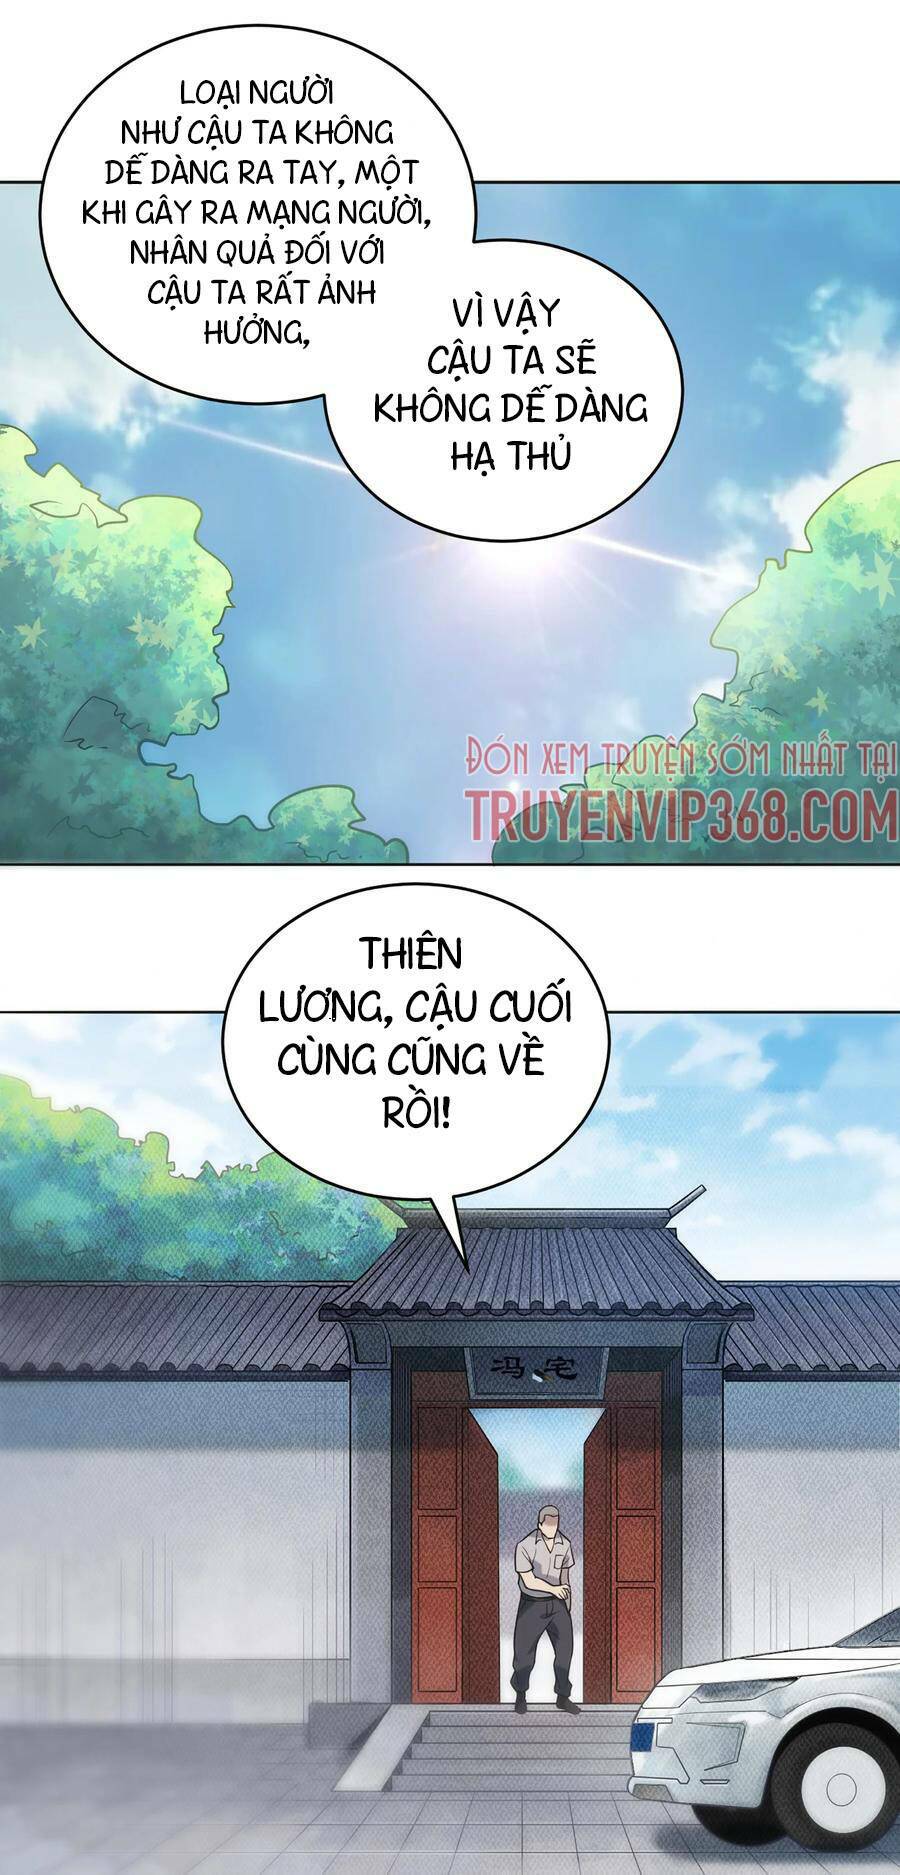 LOẠI NGƯỜI
NHƯ CẬU TA KHÔNG
DỄ DÀNG RA TAY, MỘT
KHI GÂY RA MẠNG NGƯỜI,
NHÂN QUẢ ĐỐI VỚI
CẬU TA RẤT ẢNH
HƯỞNG,
VÌ VẬY
CẬU TA SẼ
KHÔNG DỄ DÀNG
HẠ THỦ
ĐÓN XEM TRUYỆN SỚM NHẤT TẠI
TRUYENVIP368.COM
THIÊN
LƯƠNG, CẬU CUỐI
CÙNG CŨNG VỀ
RỒI!
冯宅